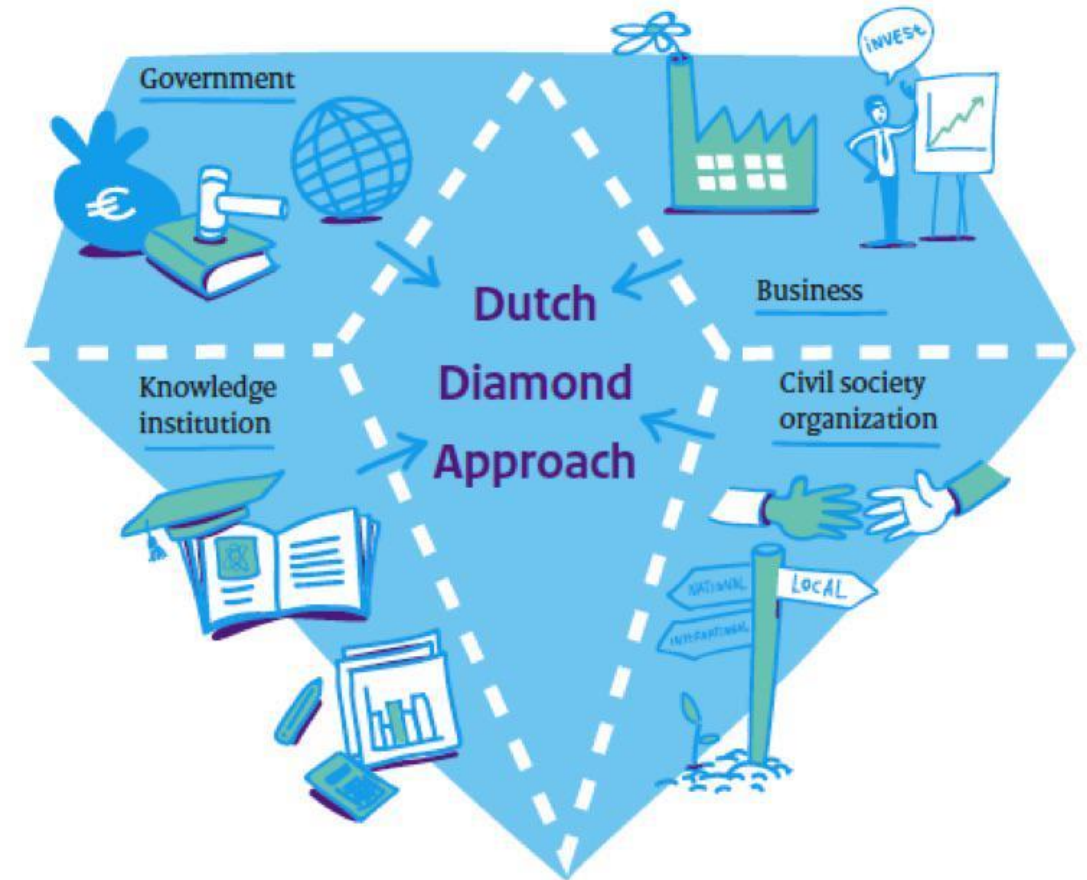 Government
INVEST
€
Dutch
Diamond
Approach
Business
Knowledge
institution
Civil society
organization
NATIONAL
LOCAL
INTERNATIONAL